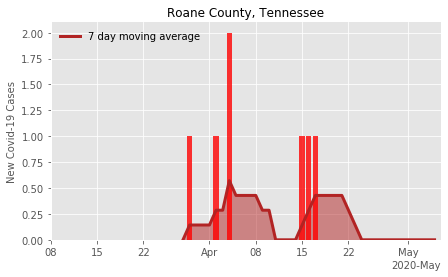 Roane County, Tennessee
7 day moving average
New Covid-19 Cases
2.00
1.75
1.50
1.25
1.00
0.75
0.50
0.25
0.00
08
15
22
Apr
08
15
22
May
2020-May